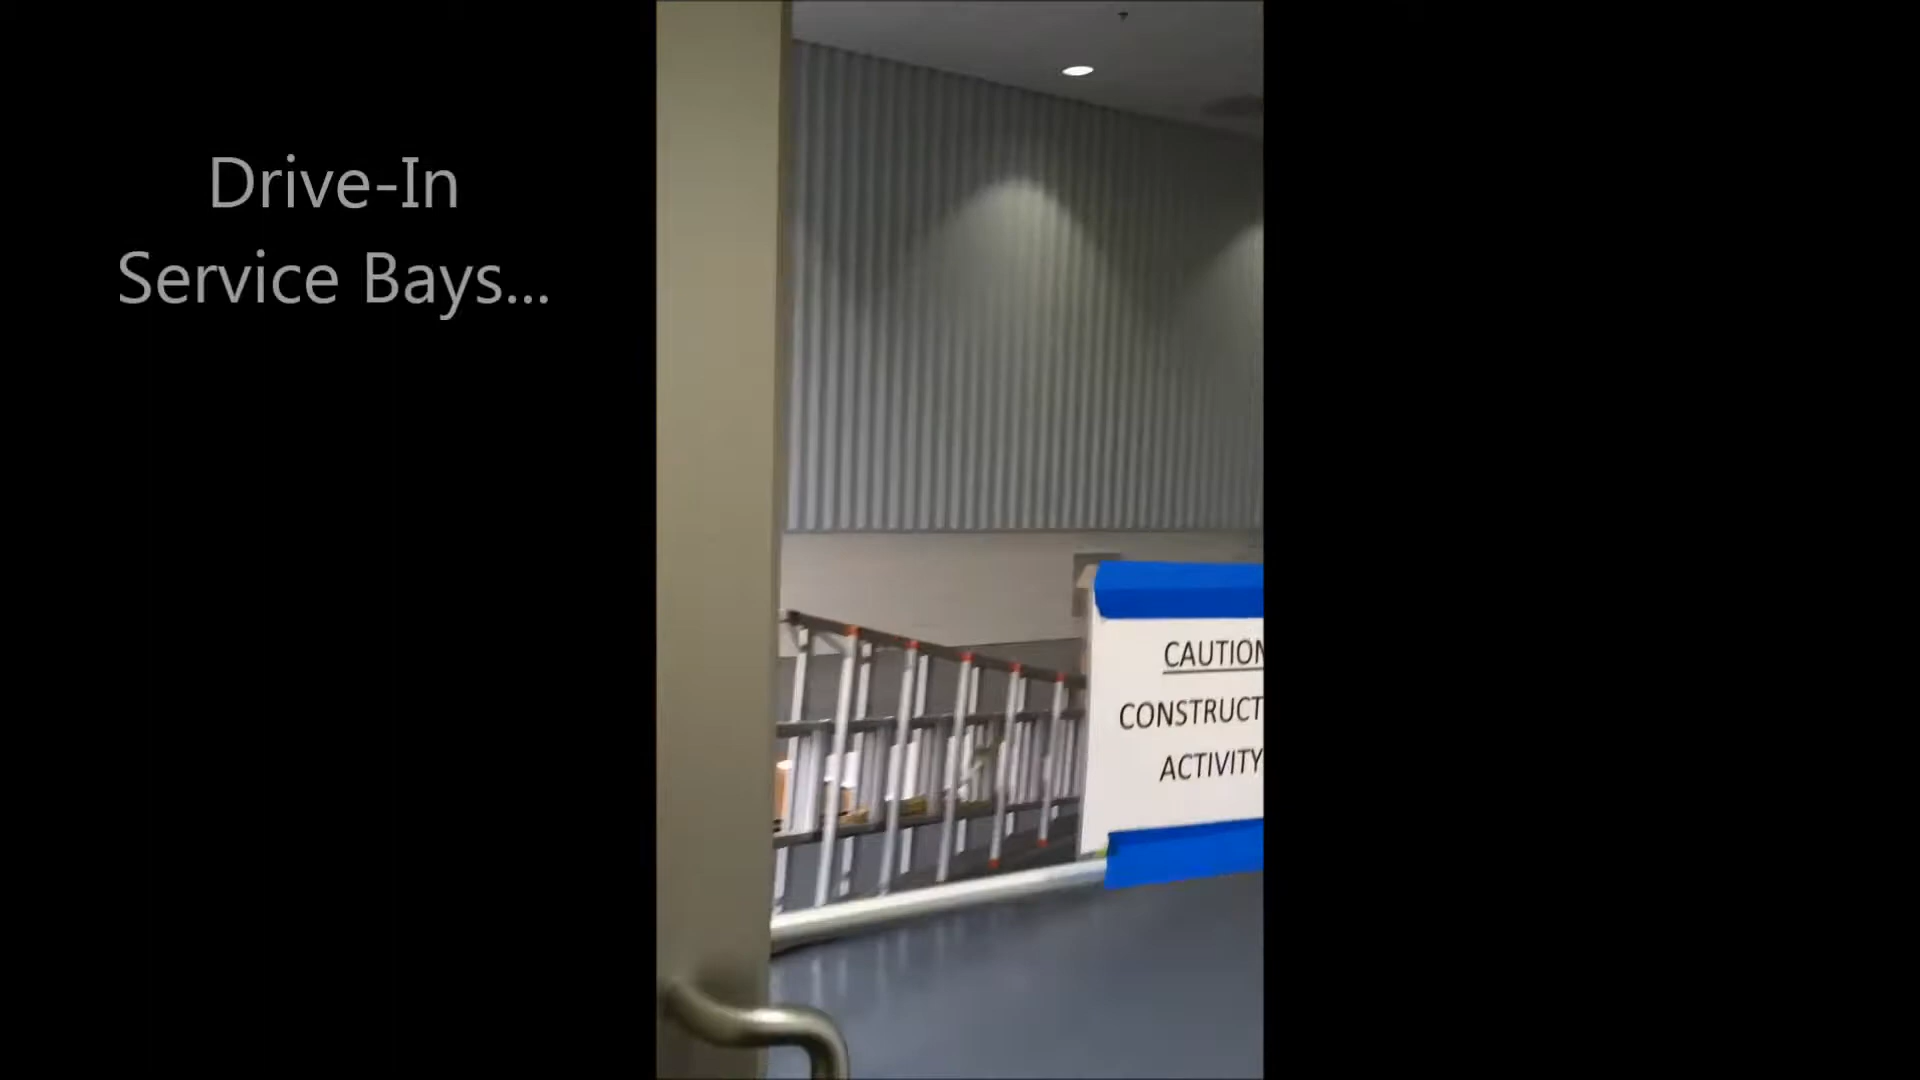 Drive-In
Service Bays...
CAUTION
CONSTRUCT
ACTIVITY